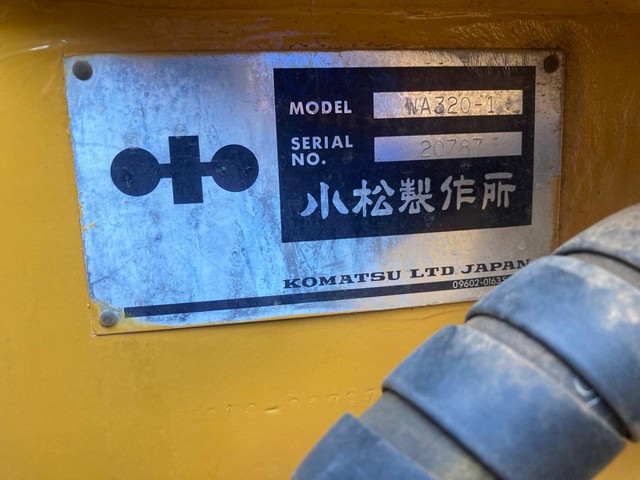 MODEL WA320-1
SERIAL NO. 20787
小松製作所
KOMATSU LTD JAPAN